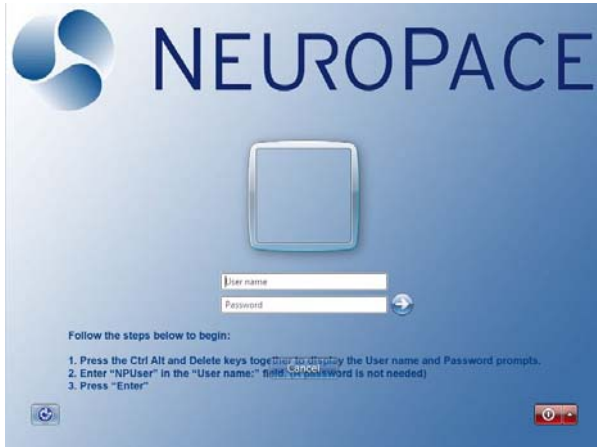 NEUROPACE
User name
Password
Follow the steps below to begin:
1. Press the Ctrl Alt and Delete keys together to display the User name and Password prompts.
2. Enter “NPUser” in the “User name:” field. (A password is not needed)
Cancel
3. Press “Enter”